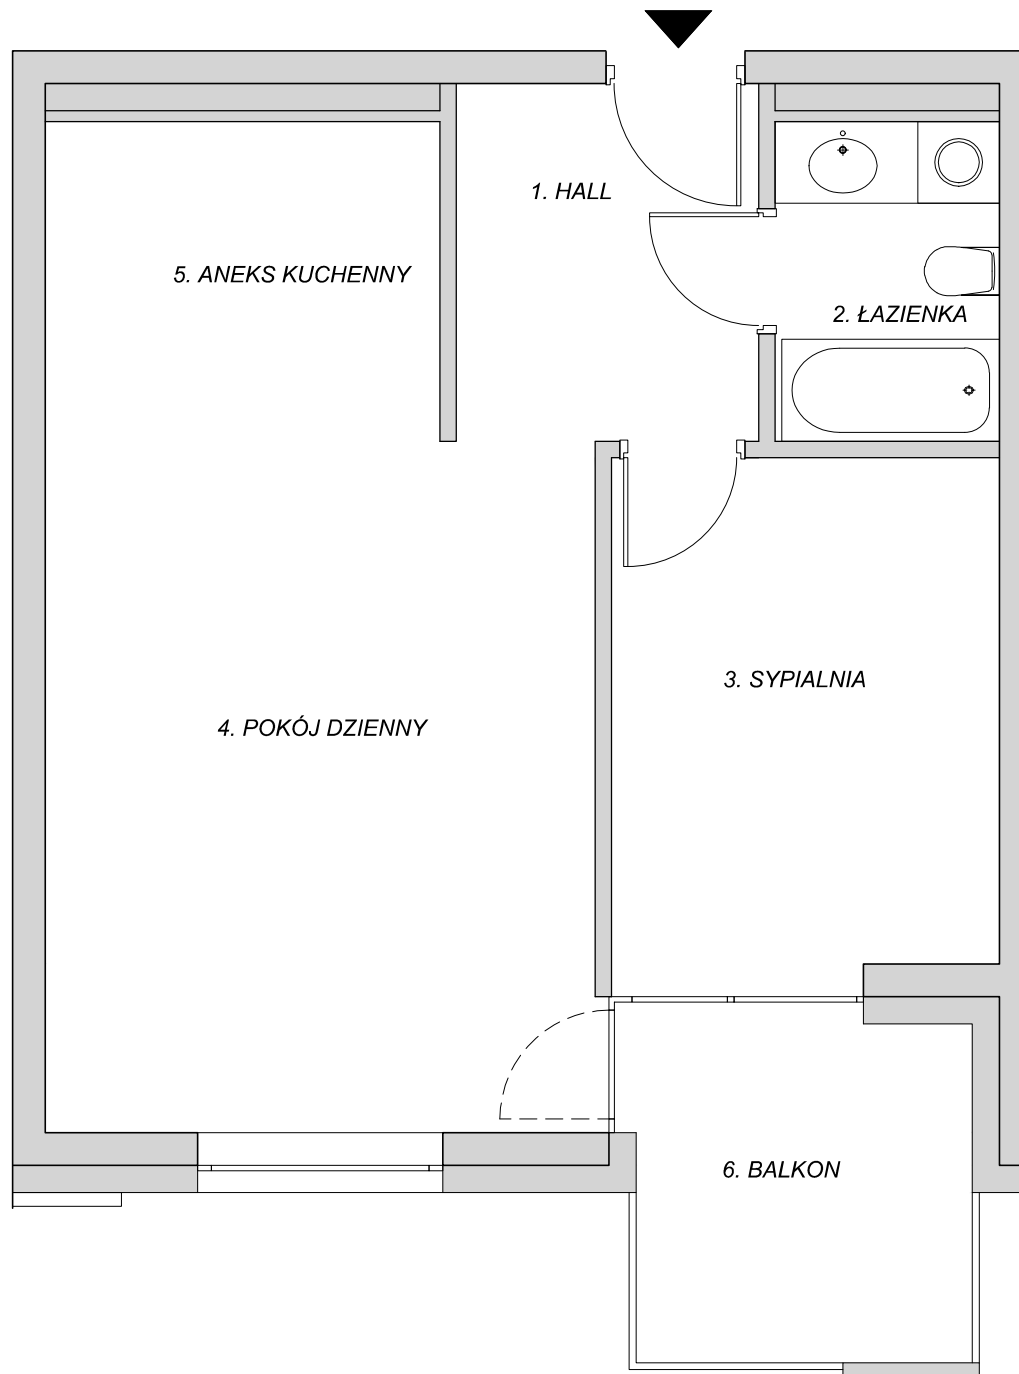 1. HALL
5. ANEKS KUCHENNY
2. ŁAZIENKA
3. SYPIALNIA
4. POKÓJ DZIENNY
6. BALKON